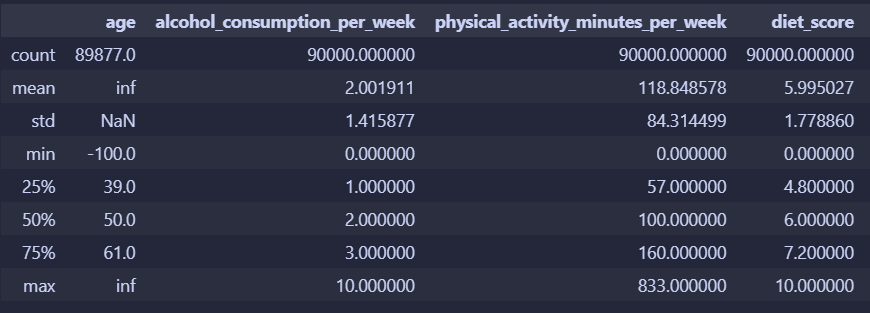 age alcohol_consumption_per_week physical_activity_minutes_per_week diet_score
count 89877.0 90000.000000 90000.000000 90000.000000
mean inf 2.001911 118.848578 5.995027
std NaN 1.415877 84.314499 1.778860
min -100.0 0.000000 0.000000 0.000000
25% 39.0 1.000000 57.000000 4.800000
50% 50.0 2.000000 100.000000 6.000000
75% 61.0 3.000000 160.000000 7.200000
max inf 10.000000 833.000000 10.000000